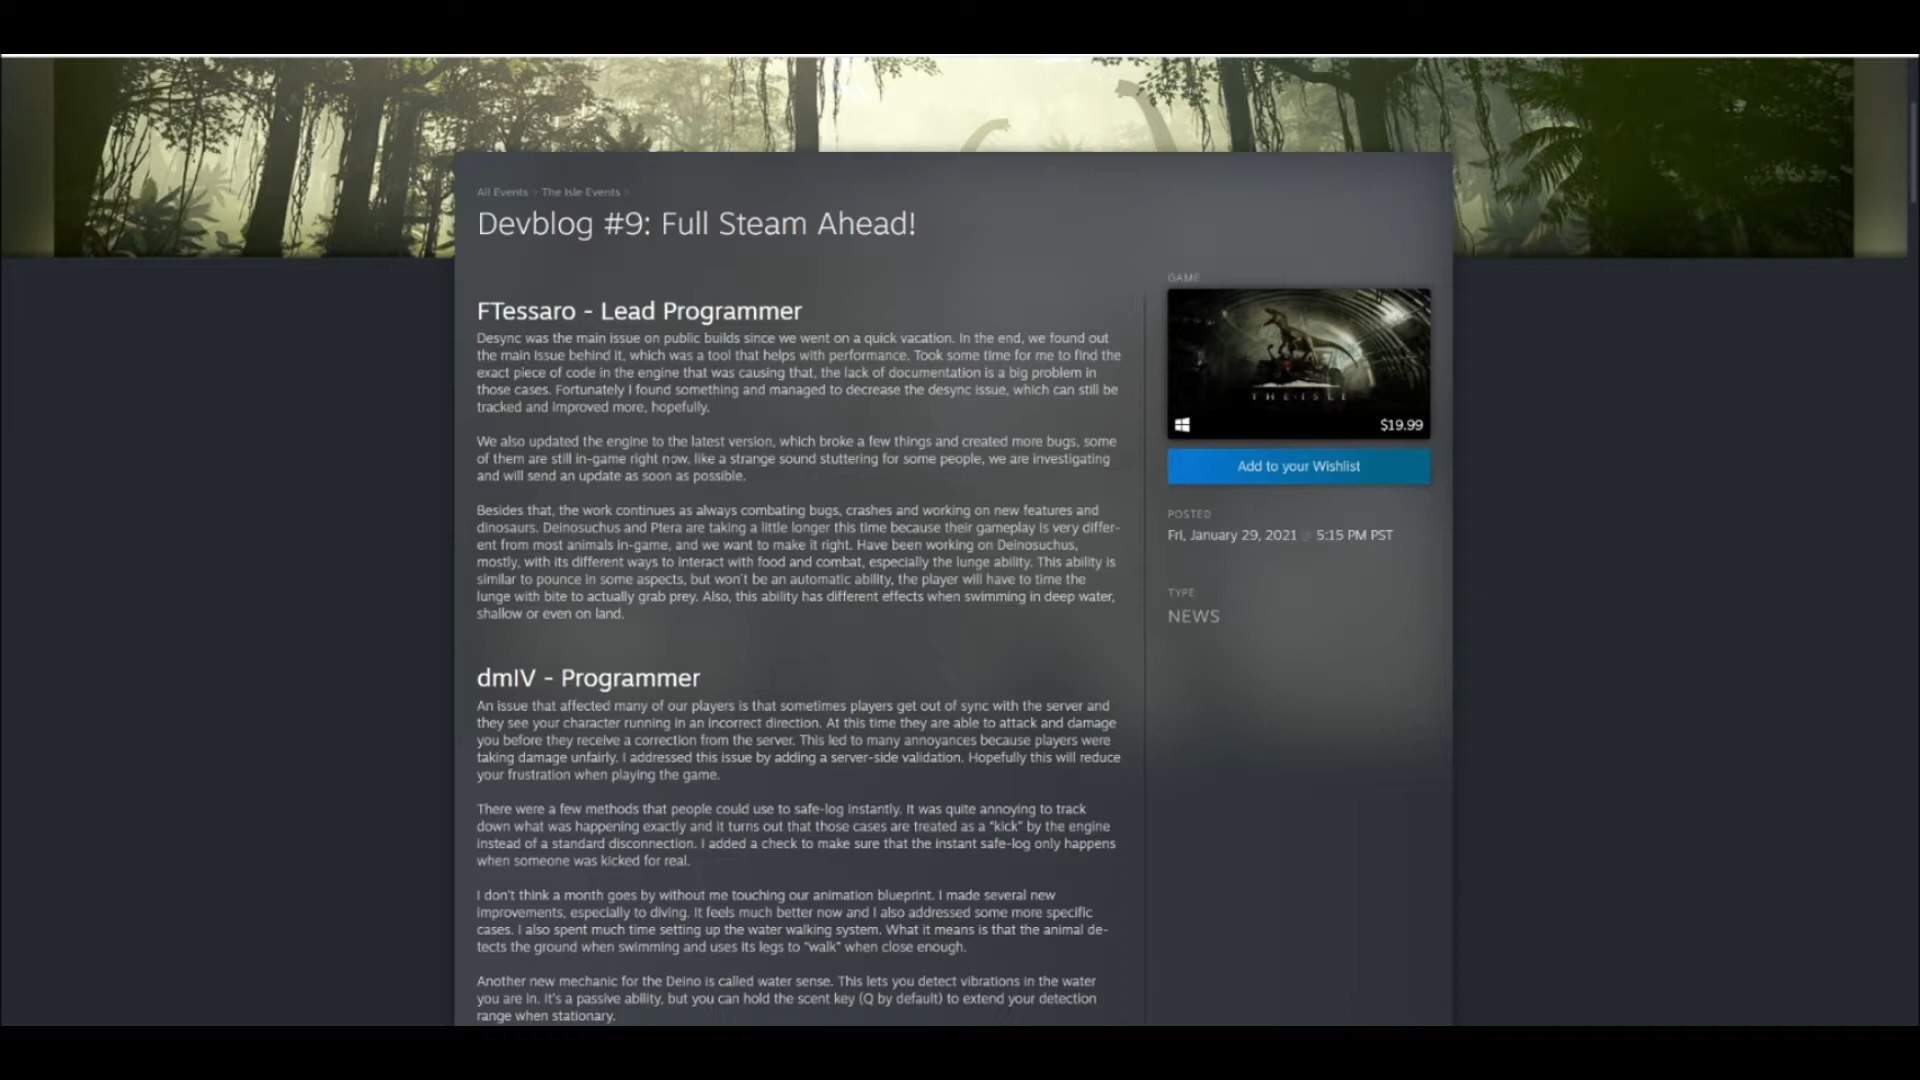 All Events > The Isle Events >
Devblog #9: Full Steam Ahead!
FTessaro - Lead Programmer
Desync was the main issue on public builds since we went on a quick vacation. In the end, we found out
the main issue behind it, which was a tool that helps with performance. Took some time for me to find the
exact piece of code in the engine that was causing that, the lack of documentation is a big problem in
those cases. Fortunately I found something and managed to decrease the desync issue, which can still be
tracked and improved more, hopefully.
We also updated the engine to the latest version, which broke a few things and created more bugs, some
of them are still in-game right now, like a strange sound stuttering for some people, we are investigating
and will send an update as soon as possible.
Besides that, the work continues as always combating bugs, crashes and working on new features and
dinosaurs. Deinosuchus and Ptera are taking a little longer this time because their gameplay is very differ-
ent from most animals in-game, and we want to make it right. Have been working on Deinosuchus,
mostly, with its different ways to interact with food and combat, especially the lunge ability. This ability is
similar to pounce in some aspects, but won't be an automatic ability, the player will have to time the
lunge with bite to actually grab prey. Also, this ability has different effects when swimming in deep water,
shallow or even on land.
dmIV - Programmer
An issue that affected many of our players is that sometimes players get out of sync with the server and
they see your character running in an incorrect direction. At this time they are able to attack and damage
you before they receive a correction from the server. This led to many annoyances because players were
taking damage unfairly. I addressed this issue by adding a server-side validation. Hopefully this will reduce
your frustration when playing the game.
There were a few methods that people could use to safe-log instantly. It was quite annoying to track
down what was happening exactly and it turns out that those cases are treated as a “kick” by the engine
instead of a standard disconnection. I added a check to make sure that the instant safe-log only happens
when someone was kicked for real.
I don't think a month goes by without me touching our animation blueprint. I made several new
improvements, especially to diving. It feels much better now and I also addressed some more specific
cases. I also spent much time setting up the water walking system. What it means is that the animal de-
tects the ground when swimming and uses its legs to “walk” when close enough.
Another new mechanic for the Deino is called water sense. This lets you detect vibrations in the water
you are in. It's a passive ability, but you can hold the scent key (Q by default) to extend your detection
range when stationary.
GAME
THE ISLE
$19.99
Add to your Wishlist
POSTED
Fri, January 29, 2021 @ 5:15 PM PST
TYPE
NEWS